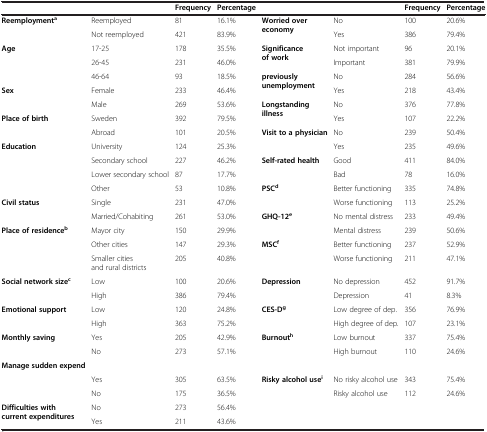 Frequency Percentage Frequency Percentage
Reemployment^a Reemployed 81 16.1% Worried over economy No 100 20.6%
Not reemployed 421 83.9% Yes 386 79.4%
Age 17-25 178 35.5% Significance of work Not important 96 20.1%
26-45 231 46.0% Important 381 79.9%
46-64 93 18.5% previously unemployment No 284 56.6%
Sex Female 233 46.4% Yes 218 43.4%
Male 269 53.6% Longstanding illness No 376 77.8%
Place of birth Sweden 392 79.5% Yes 107 22.2%
Abroad 101 20.5% Visit to a physician No 239 50.4%
Education University 124 25.3% Yes 235 49.6%
Secondary school 227 46.2% Self-rated health Good 411 84.0%
Lower secondary school 87 17.7% Bad 78 16.0%
Other 53 10.8% PSC^d Better functioning 335 74.8%
Civil status Single 231 47.0% Worse functioning 113 25.2%
Married/Cohabiting 261 53.0% GHQ-12^e No mental distress 233 49.4%
Place of residence^b Mayor city 150 29.9% Mental distress 239 50.6%
Other cities 147 29.3% MSC^f Better functioning 237 52.9%
Smaller cities and rural districts 205 40.8% Worse functioning 211 47.1%
Social network size^c Low 100 20.6% Depression No depression 452 91.7%
High 386 79.4% Depression 41 8.3%
Emotional support Low 120 24.8% CES-D^g Low degree of dep. 356 76.9%
High 363 75.2% High degree of dep. 107 23.1%
Monthly saving Yes 205 42.9% Burnout^h Low burnout 337 75.4%
No 273 57.1% High burnout 110 24.6%
Manage sudden expend
Yes 305 63.5% Risky alcohol use^i No risky alcohol use 343 75.4%
No 175 36.5% Risky alcohol use 112 24.6%
Difficulties with current expenditures No 273 56.4%
Yes 211 43.6%